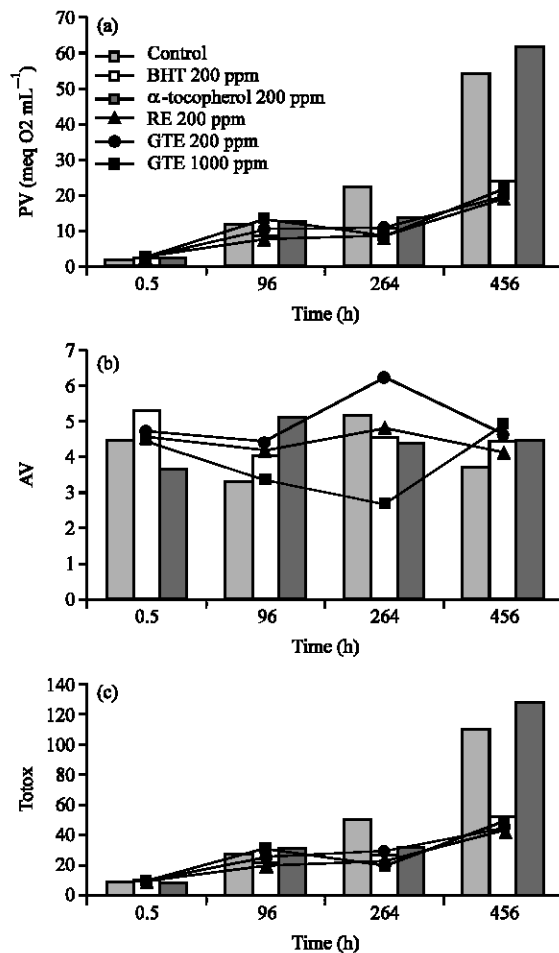 (a)
Control
BHT 200 ppm
α-tocopherol 200 ppm
RE 200 ppm
GTE 200 ppm
GTE 1000 ppm
PV (meq O2 mL⁻¹)
70
60
50
40
30
20
10
0
0.5 96 264 456
Time (h)
(b)
AV
7
6
5
4
3
2
1
0
0.5 96 264 456
Time (h)
(c)
Totox
140
120
100
80
60
40
20
0
0.5 96 264 456
Time (h)